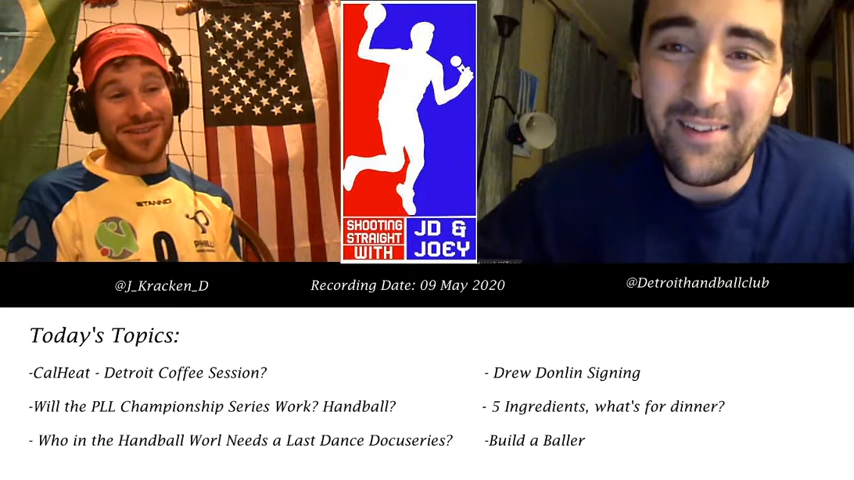 STANNO
SHOOTING
STRAIGHT
WITH
JD &
JOEY
@J_Kracken_D
Recording Date: 09 May 2020
@Detroithandballclub
Today's Topics:
-CalHeat - Detroit Coffee Session?
-Will the PLL Championship Series Work? Handball?
- Who in the Handball Worl Needs a Last Dance Docuseries?
- Drew Donlin Signing
- 5 Ingredients, what's for dinner?
-Build a Baller